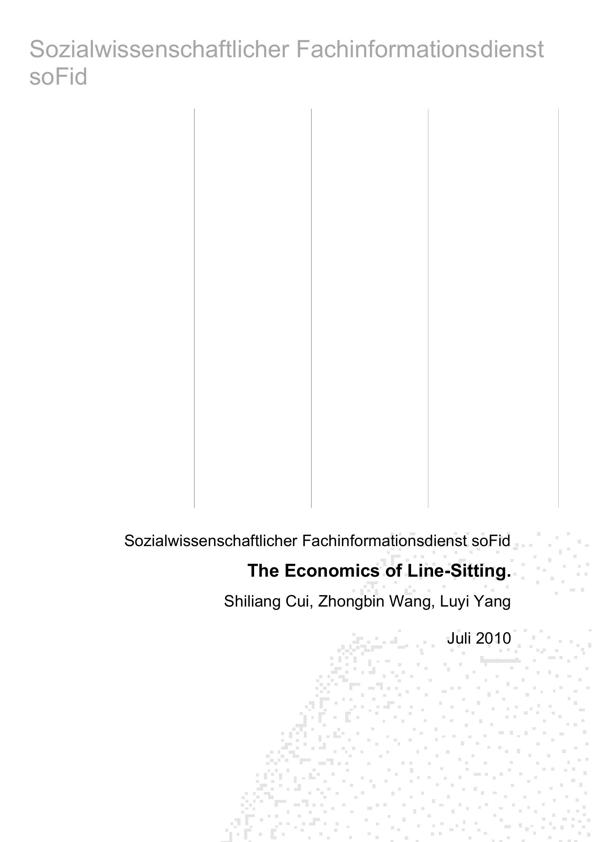 Sozialwissenschaftlicher Fachinformationsdienst
soFid
Sozialwissenschaftlicher Fachinformationsdienst soFid
The Economics of Line-Sitting.
Shiliang Cui, Zhongbin Wang, Luyi Yang
Juli 2010